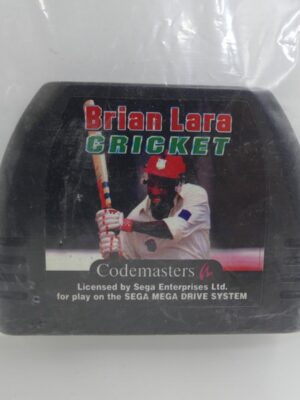 Brian Lara
CRICKET
Codemasters
Licensed by Sega Enterprises Ltd.
for play on the SEGA MEGA DRIVE SYSTEM